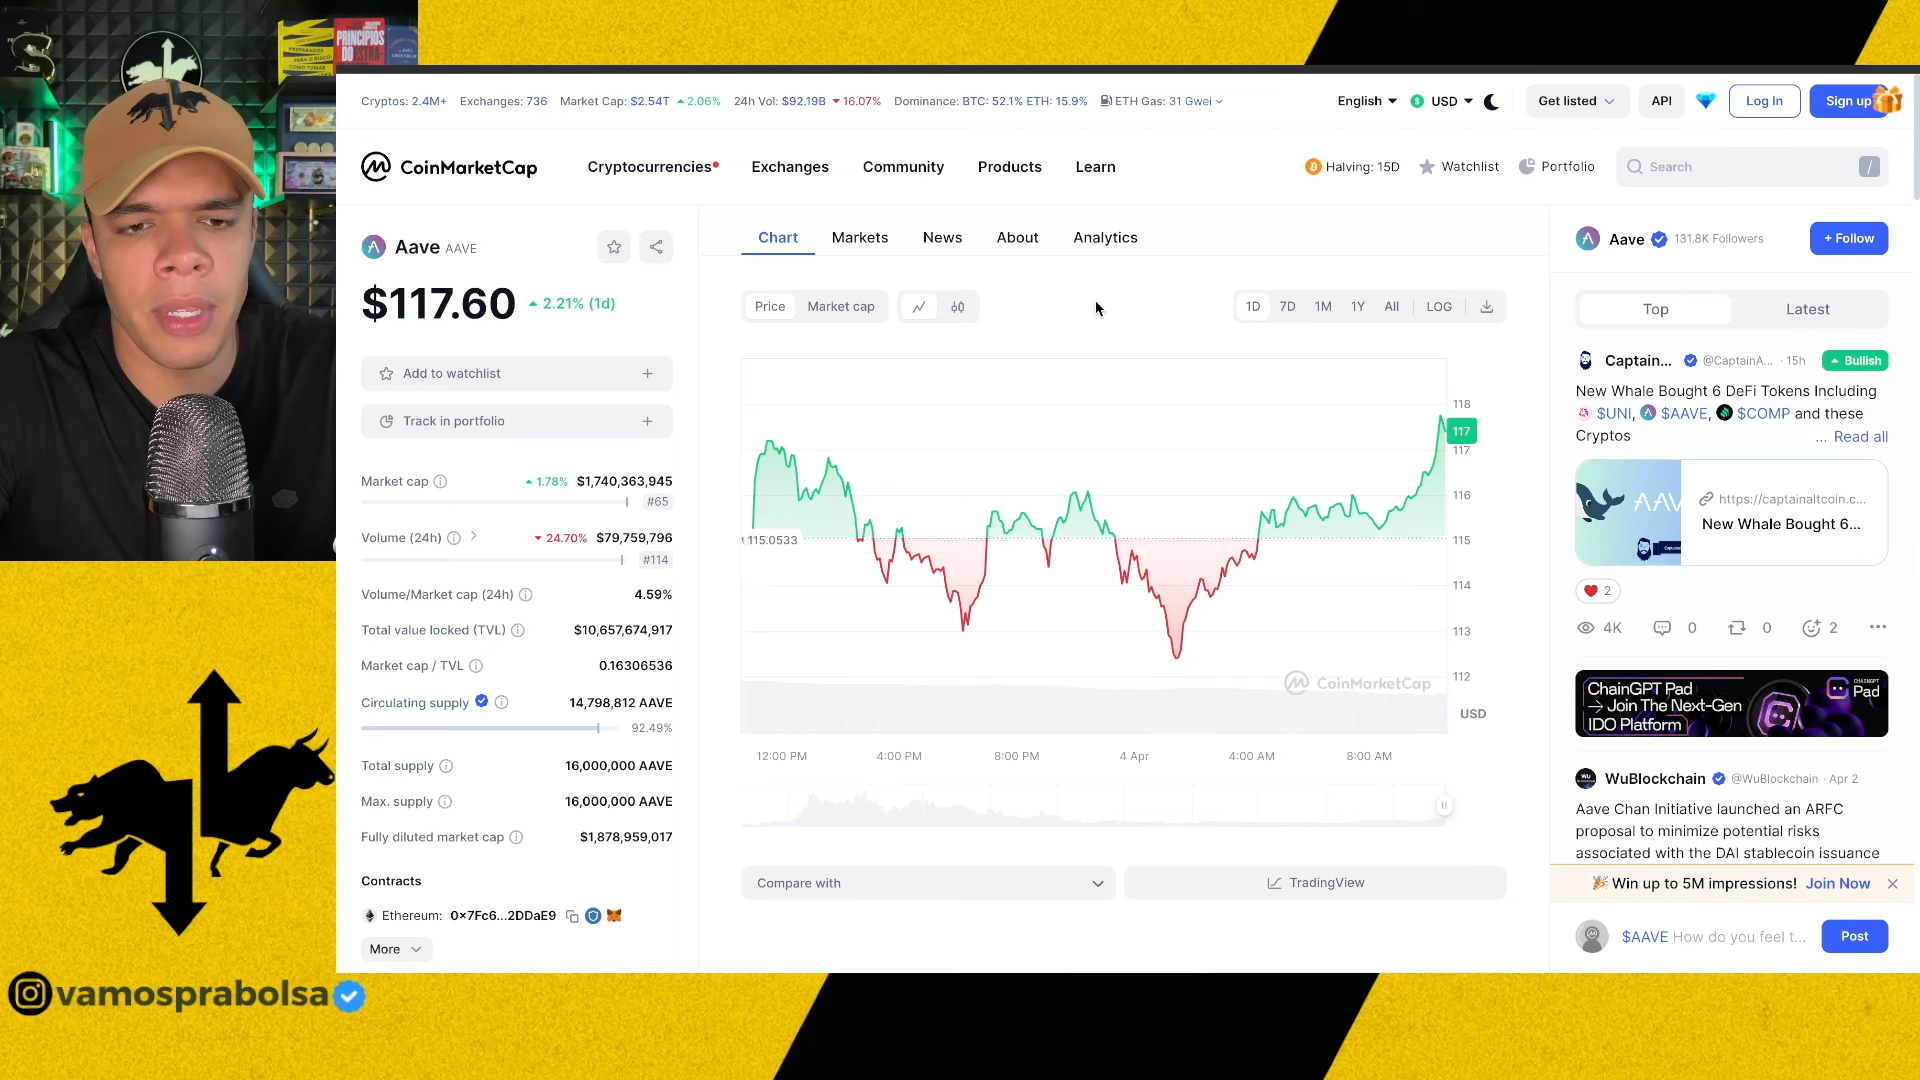 PREPARADOS
PARA O RISCO:
COMO TOMAR
PRINCÍPIOS
DO ESTRA
Cryptos: 2.4M+ Exchanges: 736 Market Cap: $2.54T 2.06% 24h Vol: $92.19B 16.07% Dominance: BTC: 52.1% ETH: 15.9% ETH Gas: 31 Gwei
English USD Get listed API Log In Sign up
CoinMarketCap Cryptocurrencies Exchanges Community Products Learn Halving: 15D Watchlist Portfolio Search /
Aave AAVE
$117.60 2.21% (1d)
Add to watchlist +
Track in portfolio +
Market cap 1.78% $1,740,363,945
#65
Volume (24h) 24.70% $79,759,796
#114
Volume/Market cap (24h) 4.59%
Total value locked (TVL) $10,657,674,917
Market cap / TVL 0.16306536
Circulating supply 14,798,812 AAVE
92.49%
Total supply 16,000,000 AAVE
Max. supply 16,000,000 AAVE
Fully diluted market cap $1,878,959,017
Contracts
Ethereum: 0x7Fc6...2DDaE9
More
Chart Markets News About Analytics
Price Market cap 1D 7D 1M 1Y All LOG
118
117
117
116
115.0533 115
114
113
112
CoinMarketCap
USD
12:00 PM 4:00 PM 8:00 PM 4 Apr 4:00 AM 8:00 AM
Compare with TradingView
Aave 131.8K Followers + Follow
Top Latest
Captain... @CaptainA... · 15h Bullish
New Whale Bought 6 DeFi Tokens Including
$UNI, $AAVE, $COMP and these
Cryptos ... Read all
AAV
https://captainaltcoin.c...
New Whale Bought 6...
2
4K 0 0 2 ...
ChainGPT Pad
→ Join The Next-Gen
IDO Platform
CHAINGPT
Pad
WuBlockchain @WuBlockchain · Apr 2
Aave Chan Initiative launched an ARFC
proposal to minimize potential risks
associated with the DAI stablecoin issuance
Win up to 5M impressions! Join Now
$AAVE How do you feel t... Post
vamosprabolsa